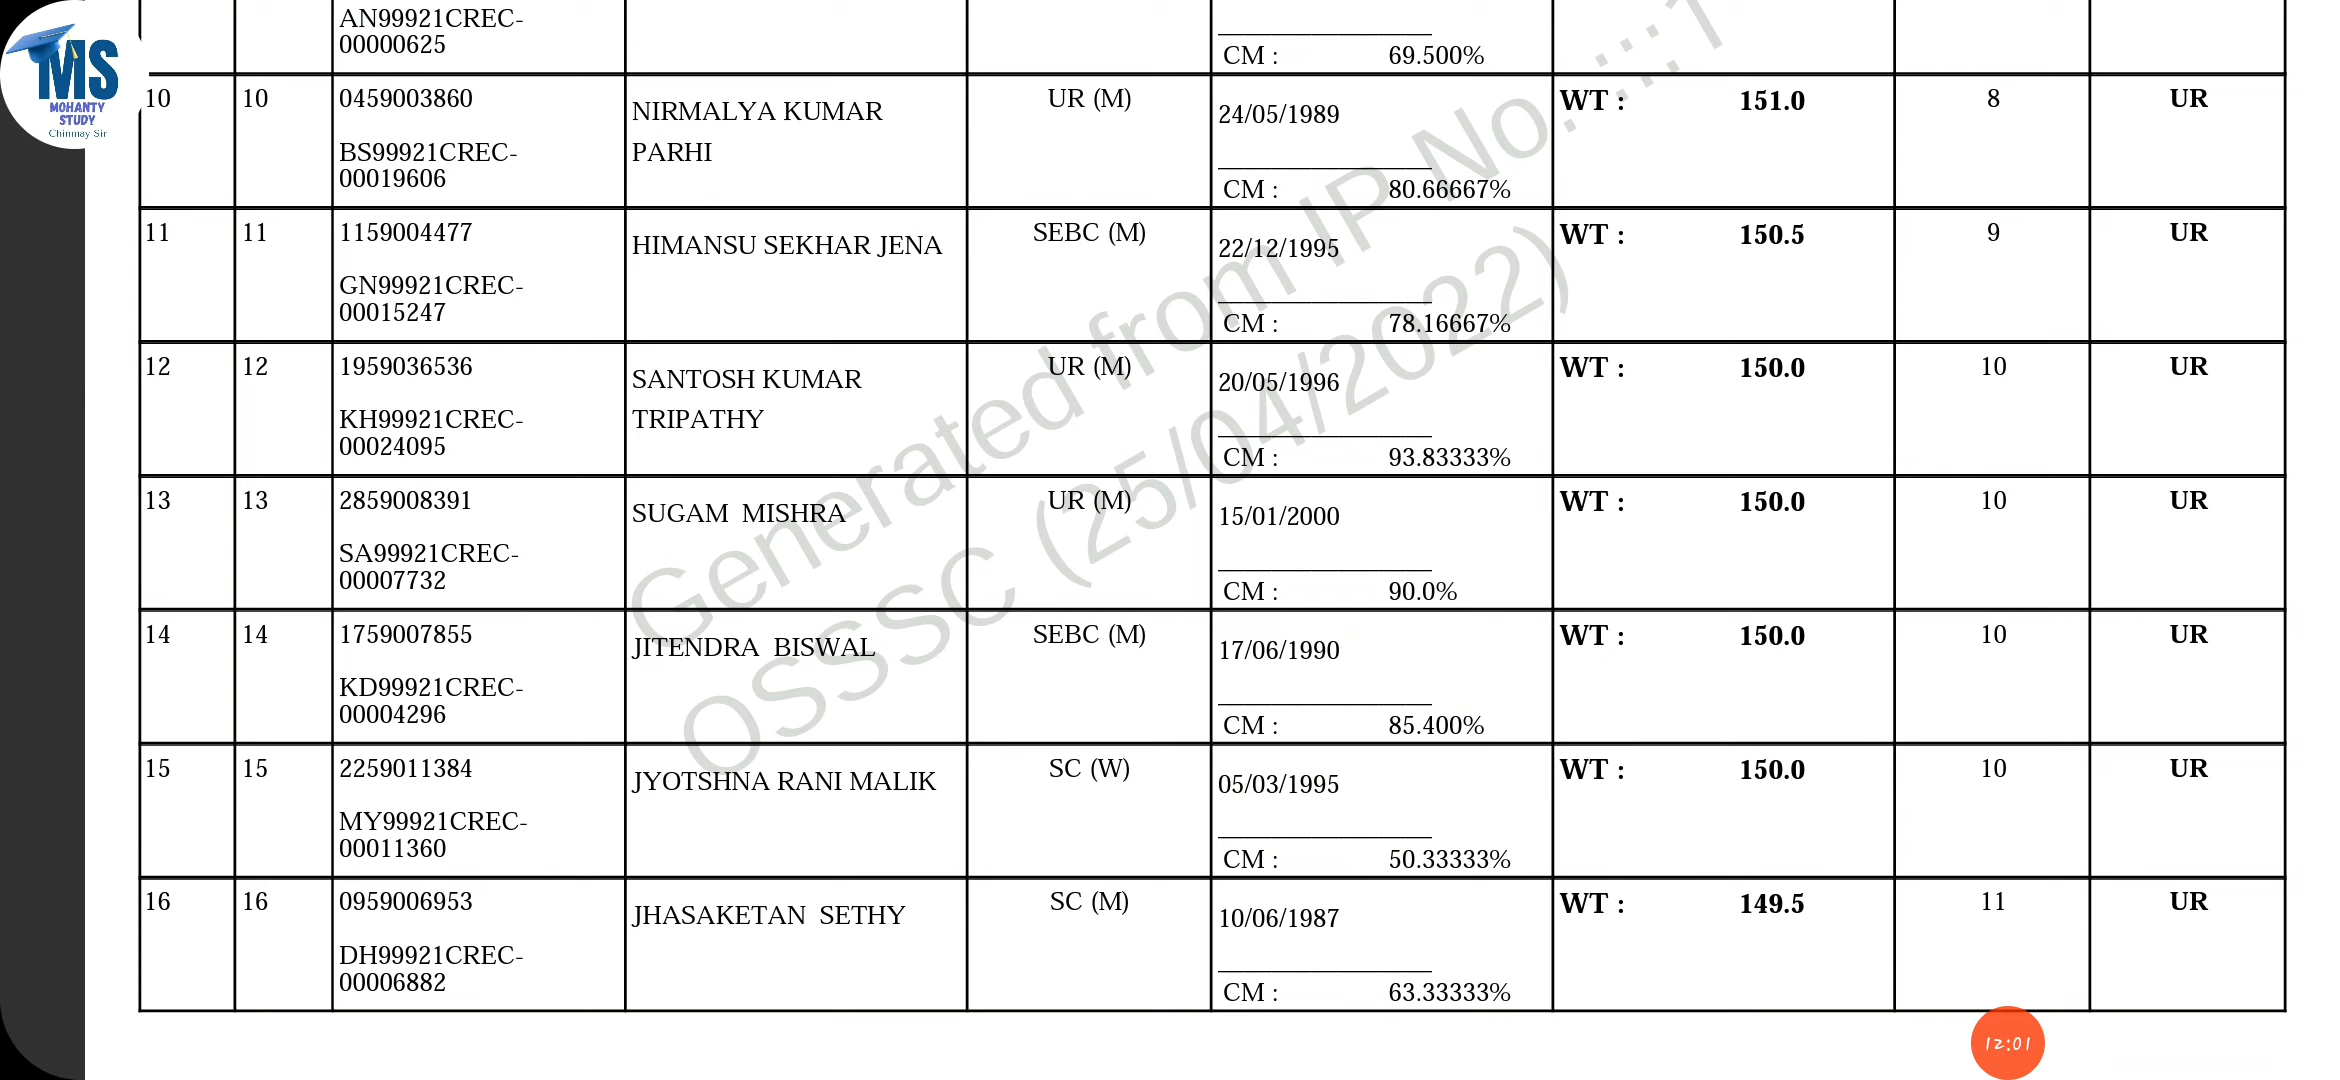 MS
MOHANTY
STUDY
Chinmay Sir
AN99921CREC-
00000625
CM : 69.500%
10 10 0459003860 NIRMALYA KUMAR UR (M) 24/05/1989 WT : 151.0 8 UR
BS99921CREC- PARHI
00019606 CM : 80.66667%
11 11 1159004477 HIMANSU SEKHAR JENA SEBC (M) 22/12/1995 WT : 150.5 9 UR
GN99921CREC-
00015247 CM : 78.16667%
12 12 1959036536 SANTOSH KUMAR UR (M) 20/05/1996 WT : 150.0 10 UR
KH99921CREC- TRIPATHY
00024095 CM : 93.83333%
13 13 2859008391 SUGAM MISHRA UR (M) 15/01/2000 WT : 150.0 10 UR
SA99921CREC-
00007732 CM : 90.0%
14 14 1759007855 JITENDRA BISWAL SEBC (M) 17/06/1990 WT : 150.0 10 UR
KD99921CREC-
00004296 CM : 85.400%
15 15 2259011384 JYOTSHNA RANI MALIK SC (W) 05/03/1995 WT : 150.0 10 UR
MY99921CREC-
00011360 CM : 50.33333%
16 16 0959006953 JHASAKETAN SETHY SC (M) 10/06/1987 WT : 149.5 11 UR
DH99921CREC-
00006882 CM : 63.33333%
Generated from IP No.:::1
OSSSC (25/04/2022)
12:01